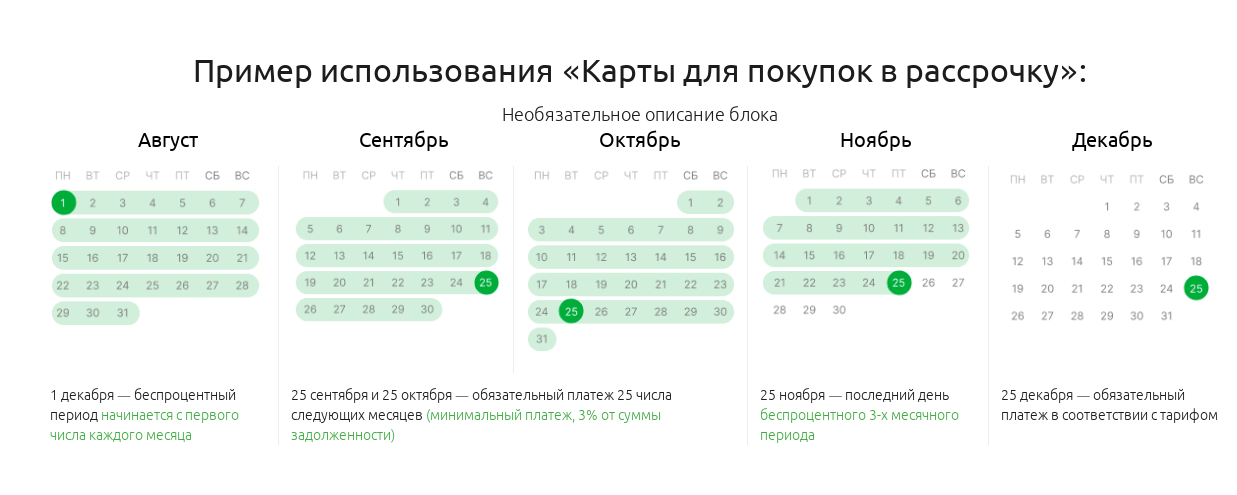 Пример использования «Карты для покупок в рассрочку»:
Необязательное описание блока
Август
ПН ВТ СР ЧТ ПТ СБ ВС
1 2 3 4 5 6 7
8 9 10 11 12 13 14
15 16 17 18 19 20 21
22 23 24 25 26 27 28
29 30 31
1 декабря — беспроцентный
период начинается с первого
числа каждого месяца
Сентябрь
ПН ВТ СР ЧТ ПТ СБ ВС
1 2 3 4
5 6 7 8 9 10 11
12 13 14 15 16 17 18
19 20 21 22 23 24 25
26 27 28 29 30
Октябрь
ПН ВТ СР ЧТ ПТ СБ ВС
1 2
3 4 5 6 7 8 9
10 11 12 13 14 15 16
17 18 19 20 21 22 23
24 25 26 27 28 29 30
31
25 сентября и 25 октября — обязательный платеж 25 числа
следующих месяцев (минимальный платеж, 3% от суммы
задолженности)
Ноябрь
ПН ВТ СР ЧТ ПТ СБ ВС
1 2 3 4 5 6
7 8 9 10 11 12 13
14 15 16 17 18 19 20
21 22 23 24 25 26 27
28 29 30
25 ноября — последний день
беспроцентного 3-х месячного
периода
Декабрь
ПН ВТ СР ЧТ ПТ СБ ВС
1 2 3 4
5 6 7 8 9 10 11
12 13 14 15 16 17 18
19 20 21 22 23 24 25
26 27 28 29 30 31
25 декабря — обязательный
платеж в соответствии с тарифом